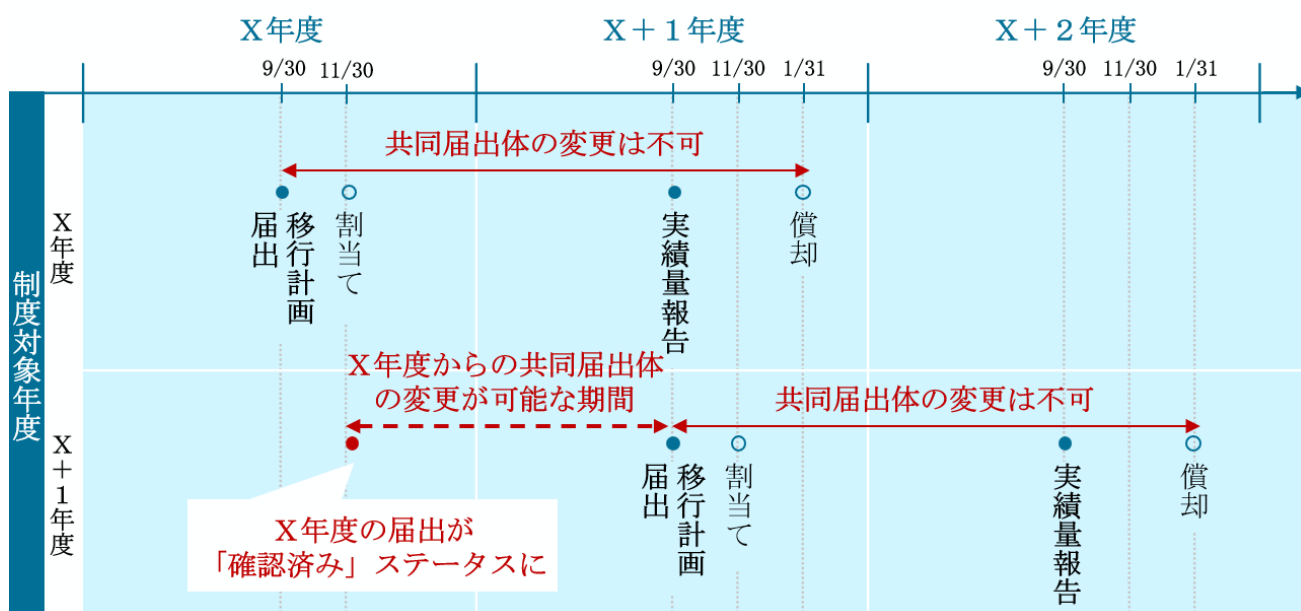 X年度
X+1年度
X+2年度
9/30
11/30
9/30
11/30
1/31
9/30
11/30
1/31
制度対象年度
X年度
共同届出体の変更は不可
移行計画
届出
割当て
実績量報告
償却
X+1年度
X年度からの共同届出体
の変更が可能な期間
共同届出体の変更は不可
移行計画
届出
割当て
実績量報告
償却
X年度の届出が
「確認済み」ステータスに